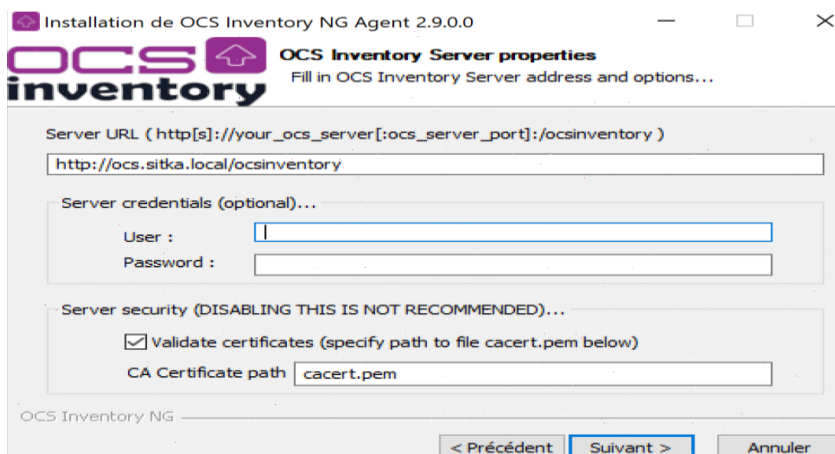 Installation de OCS Inventory NG Agent 2.9.0.0
OCS
inventory
OCS Inventory Server properties
Fill in OCS Inventory Server address and options...
Server URL ( http[s]://your_ocs_server[:ocs_server_port]:/ocsinventory )
http://ocs.sitka.local/ocsinventory
Server credentials (optional)...
User :
Password :
Server security (DISABLING THIS IS NOT RECOMMENDED)...
Validate certificates (specify path to file cacert.pem below)
CA Certificate path
cacert.pem
OCS Inventory NG
< Précédent
Suivant >
Annuler